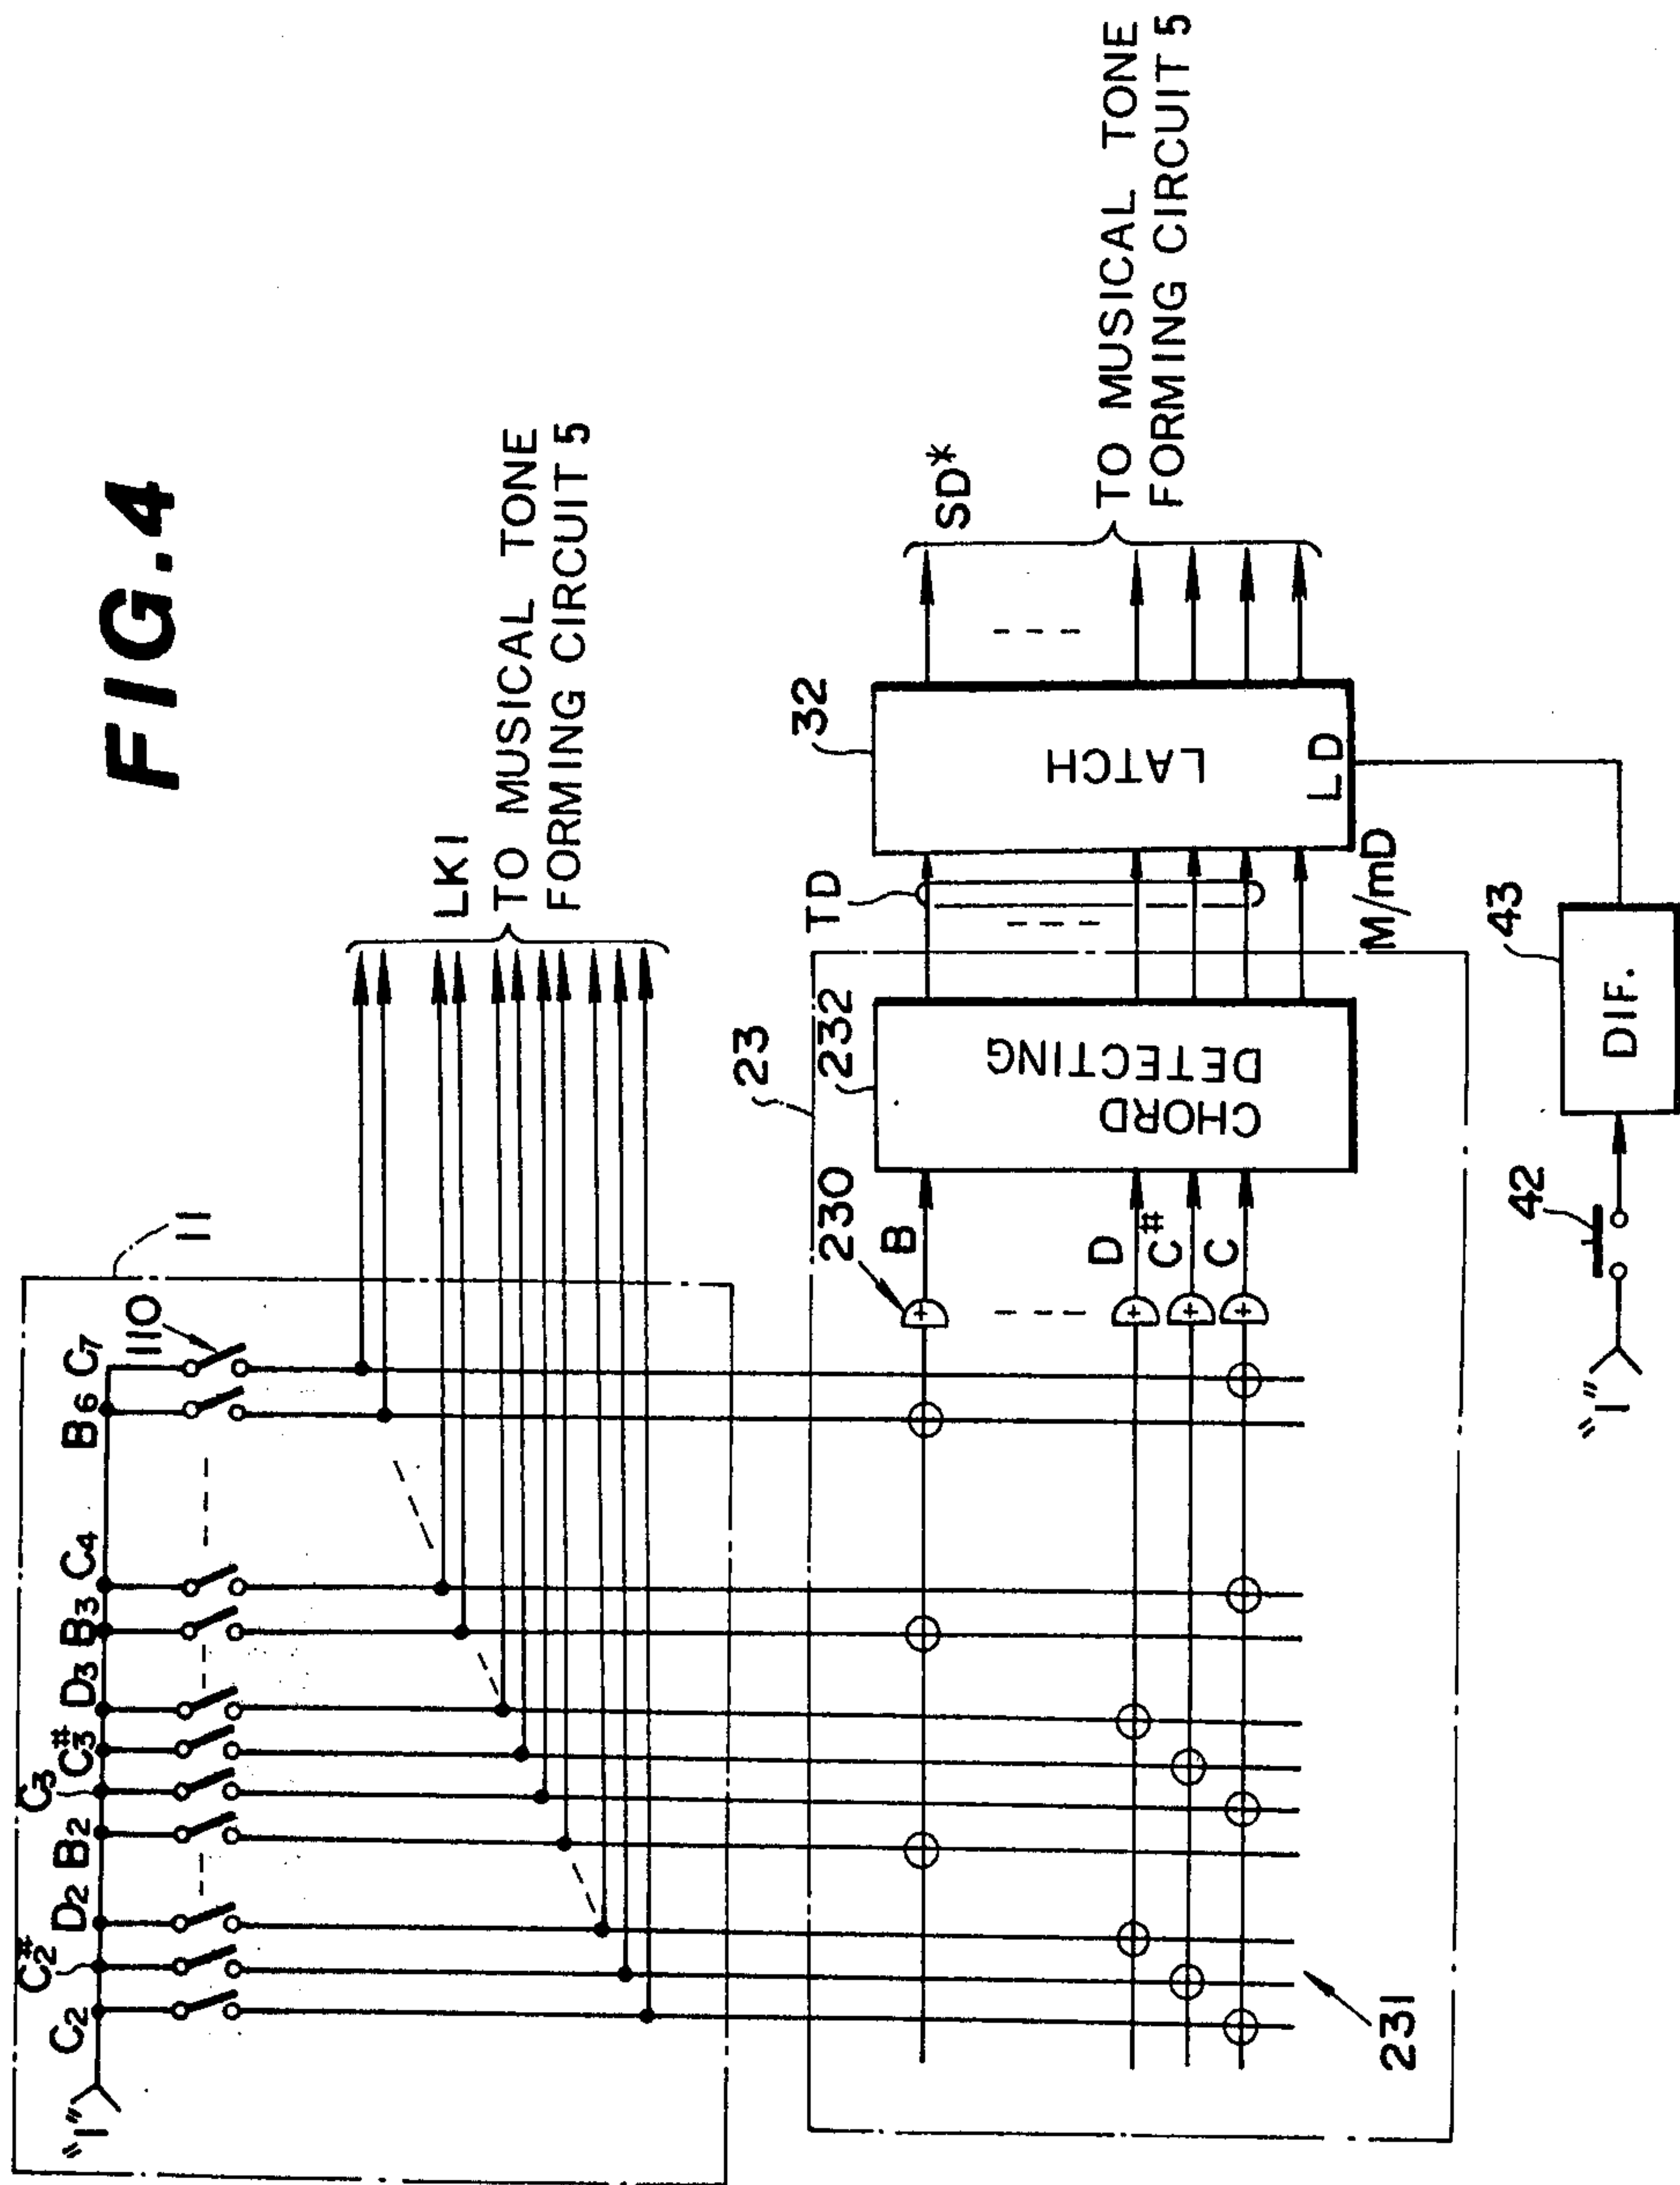 FIG.4
11
110
"1"
C2
C#2
D2
B2
C3
C#3
D3
B3
C4
B6
C7
LKI
TO MUSICAL TONE
FORMING CIRCUIT 5
23
230
231
232
B
D
C#
C
CHORD
DETECTING
TD
M/mD
32
LATCH
LD
SD*
TO MUSICAL TONE
FORMING CIRCUIT 5
"1"
42
43
DIF.